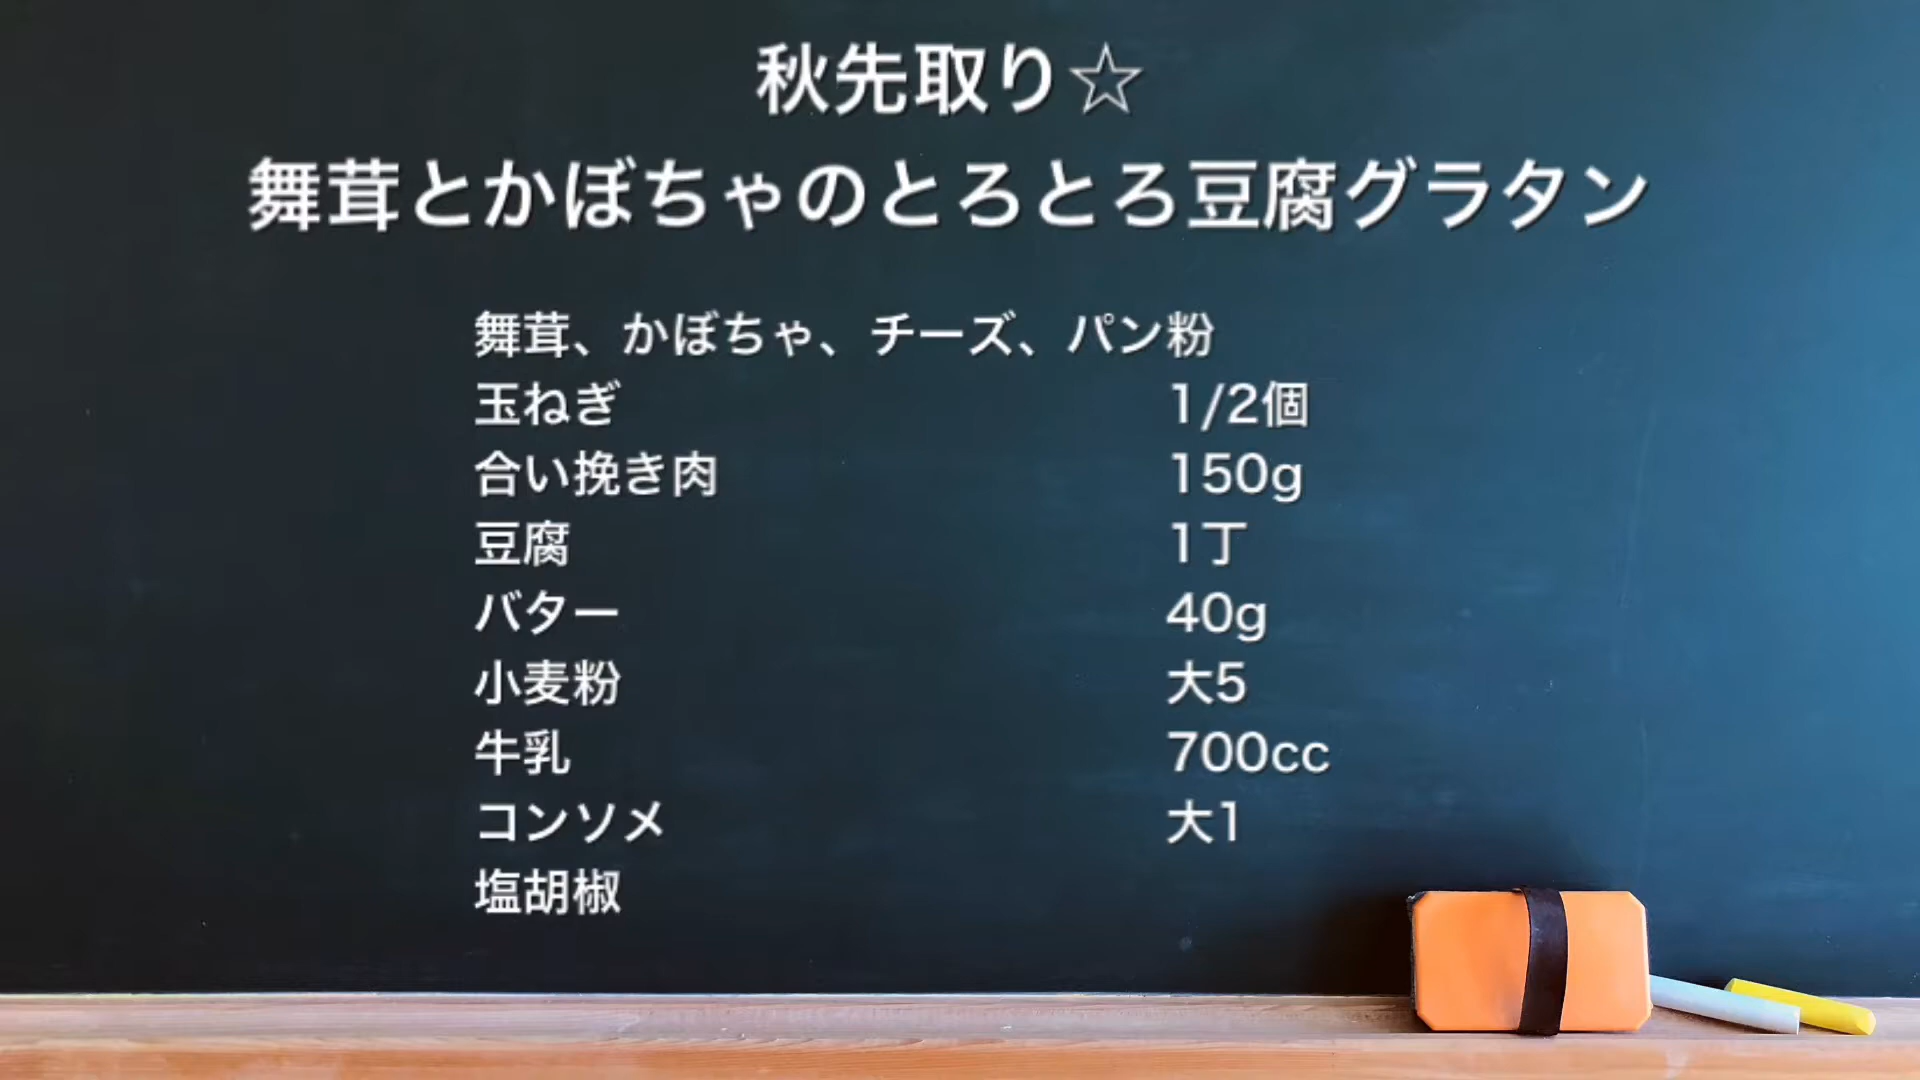 秋先取り☆
舞茸とかぼちゃのとろとろ豆腐グラタン
舞茸、かぼちゃ、チーズ、パン粉
玉ねぎ 1/2個
合い挽き肉 150g
豆腐 1丁
バター 40g
小麦粉 大5
牛乳 700cc
コンソメ 大1
塩胡椒